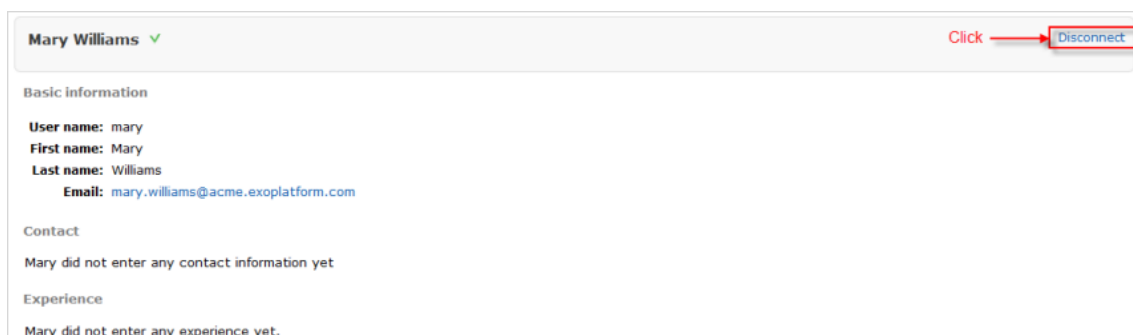 Mary Williams
Click
Disconnect
Basic information
User name: mary
First name: Mary
Last name: Williams
Email: mary.williams@acme.exoplatform.com
Contact
Mary did not enter any contact information yet
Experience
Mary did not enter any experience yet.